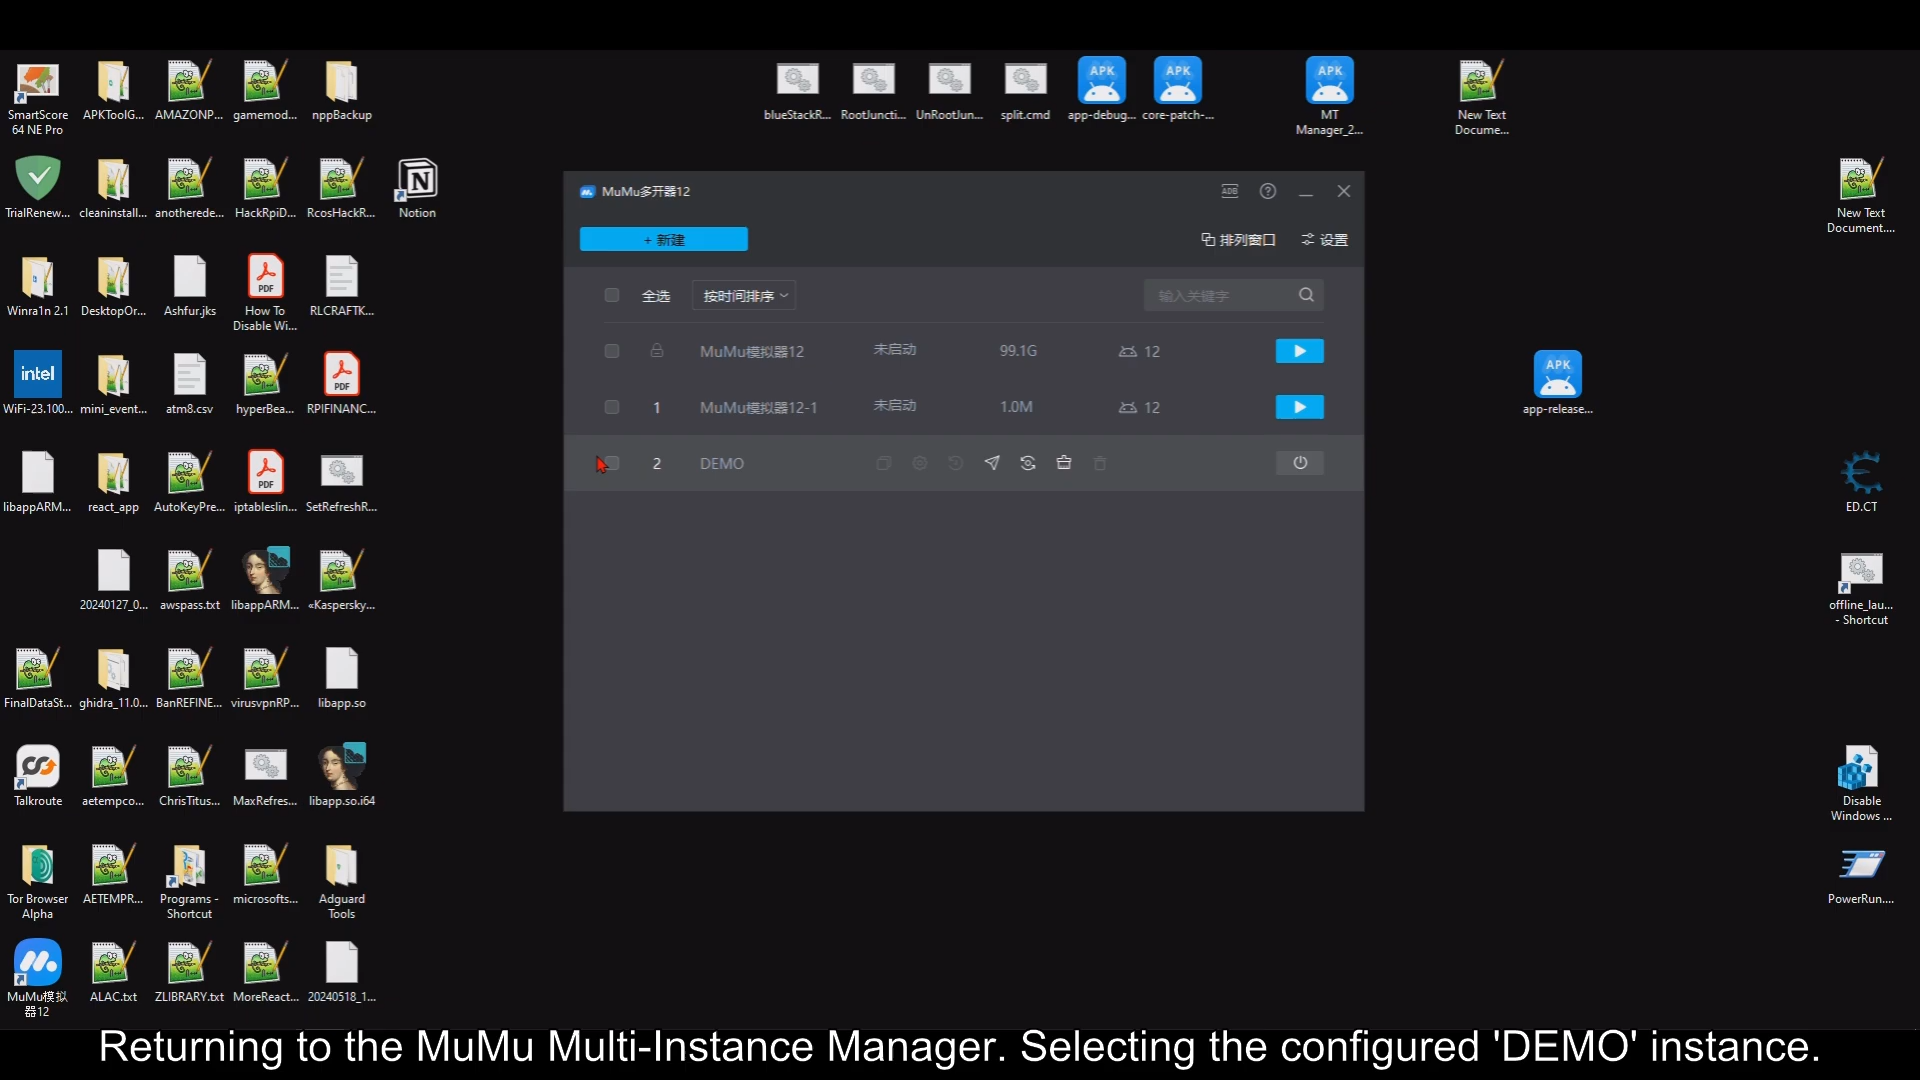 SmartScore
64 NE Pro
APKToolG...
AMAZONP...
gamemod...
nppBackup
blueStackR...
RootJuncti...
UnRootJun...
split.cmd
APK
app-debug...
APK
core-patch-...
APK
MT
Manager_2...
New Text
Docume...
TrialRenew...
cleaninstall...
anotherede...
HackRpiD...
RcosHackR...
Notion
New Text
Document....
MuMu多开器12
ADB
+ 新建
排列窗口
设置
全选
按时间排序
输入关键字
MuMu模拟器12
未启动
99.1G
12
1
MuMu模拟器12-1
未启动
1.0M
12
2
DEMO
Winra1n 2.1
DesktopOr...
Ashfur.jks
PDF
How To
Disable Wi...
RLCRAFTK...
intel
WiFi-23.100...
mini_event...
atm8.csv
hyperBea...
PDF
RPIFINANC...
APK
app-release...
libappARM...
react_app
AutoKeyPre...
PDF
iptableslin...
SetRefreshR...
ED.CT
20240127_0...
awspass.txt
libappARM...
«Kaspersky...
offline_lau...
- Shortcut
FinalDataSt...
ghidra_11.0...
BanREFINE...
virusvpnRP...
libapp.so
Talkroute
aetempco...
ChrisTitus...
MaxRefres...
libapp.so.i64
Disable
Windows ...
Tor Browser
Alpha
AETEMPR...
Programs -
Shortcut
microsofts...
Adguard
Tools
PowerRun....
MuMu模拟
器12
ALAC.txt
ZLIBRARY.txt
MoreReact...
20240518_1...
Returning to the MuMu Multi-Instance Manager. Selecting the configured 'DEMO' instance.